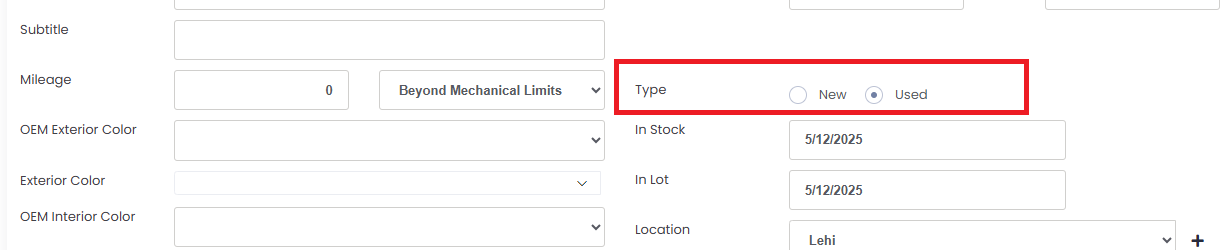 Subtitle
Mileage 0 Beyond Mechanical Limits
Type New Used
OEM Exterior Color
In Stock 5/12/2025
Exterior Color
In Lot 5/12/2025
OEM Interior Color
Location Lehi +